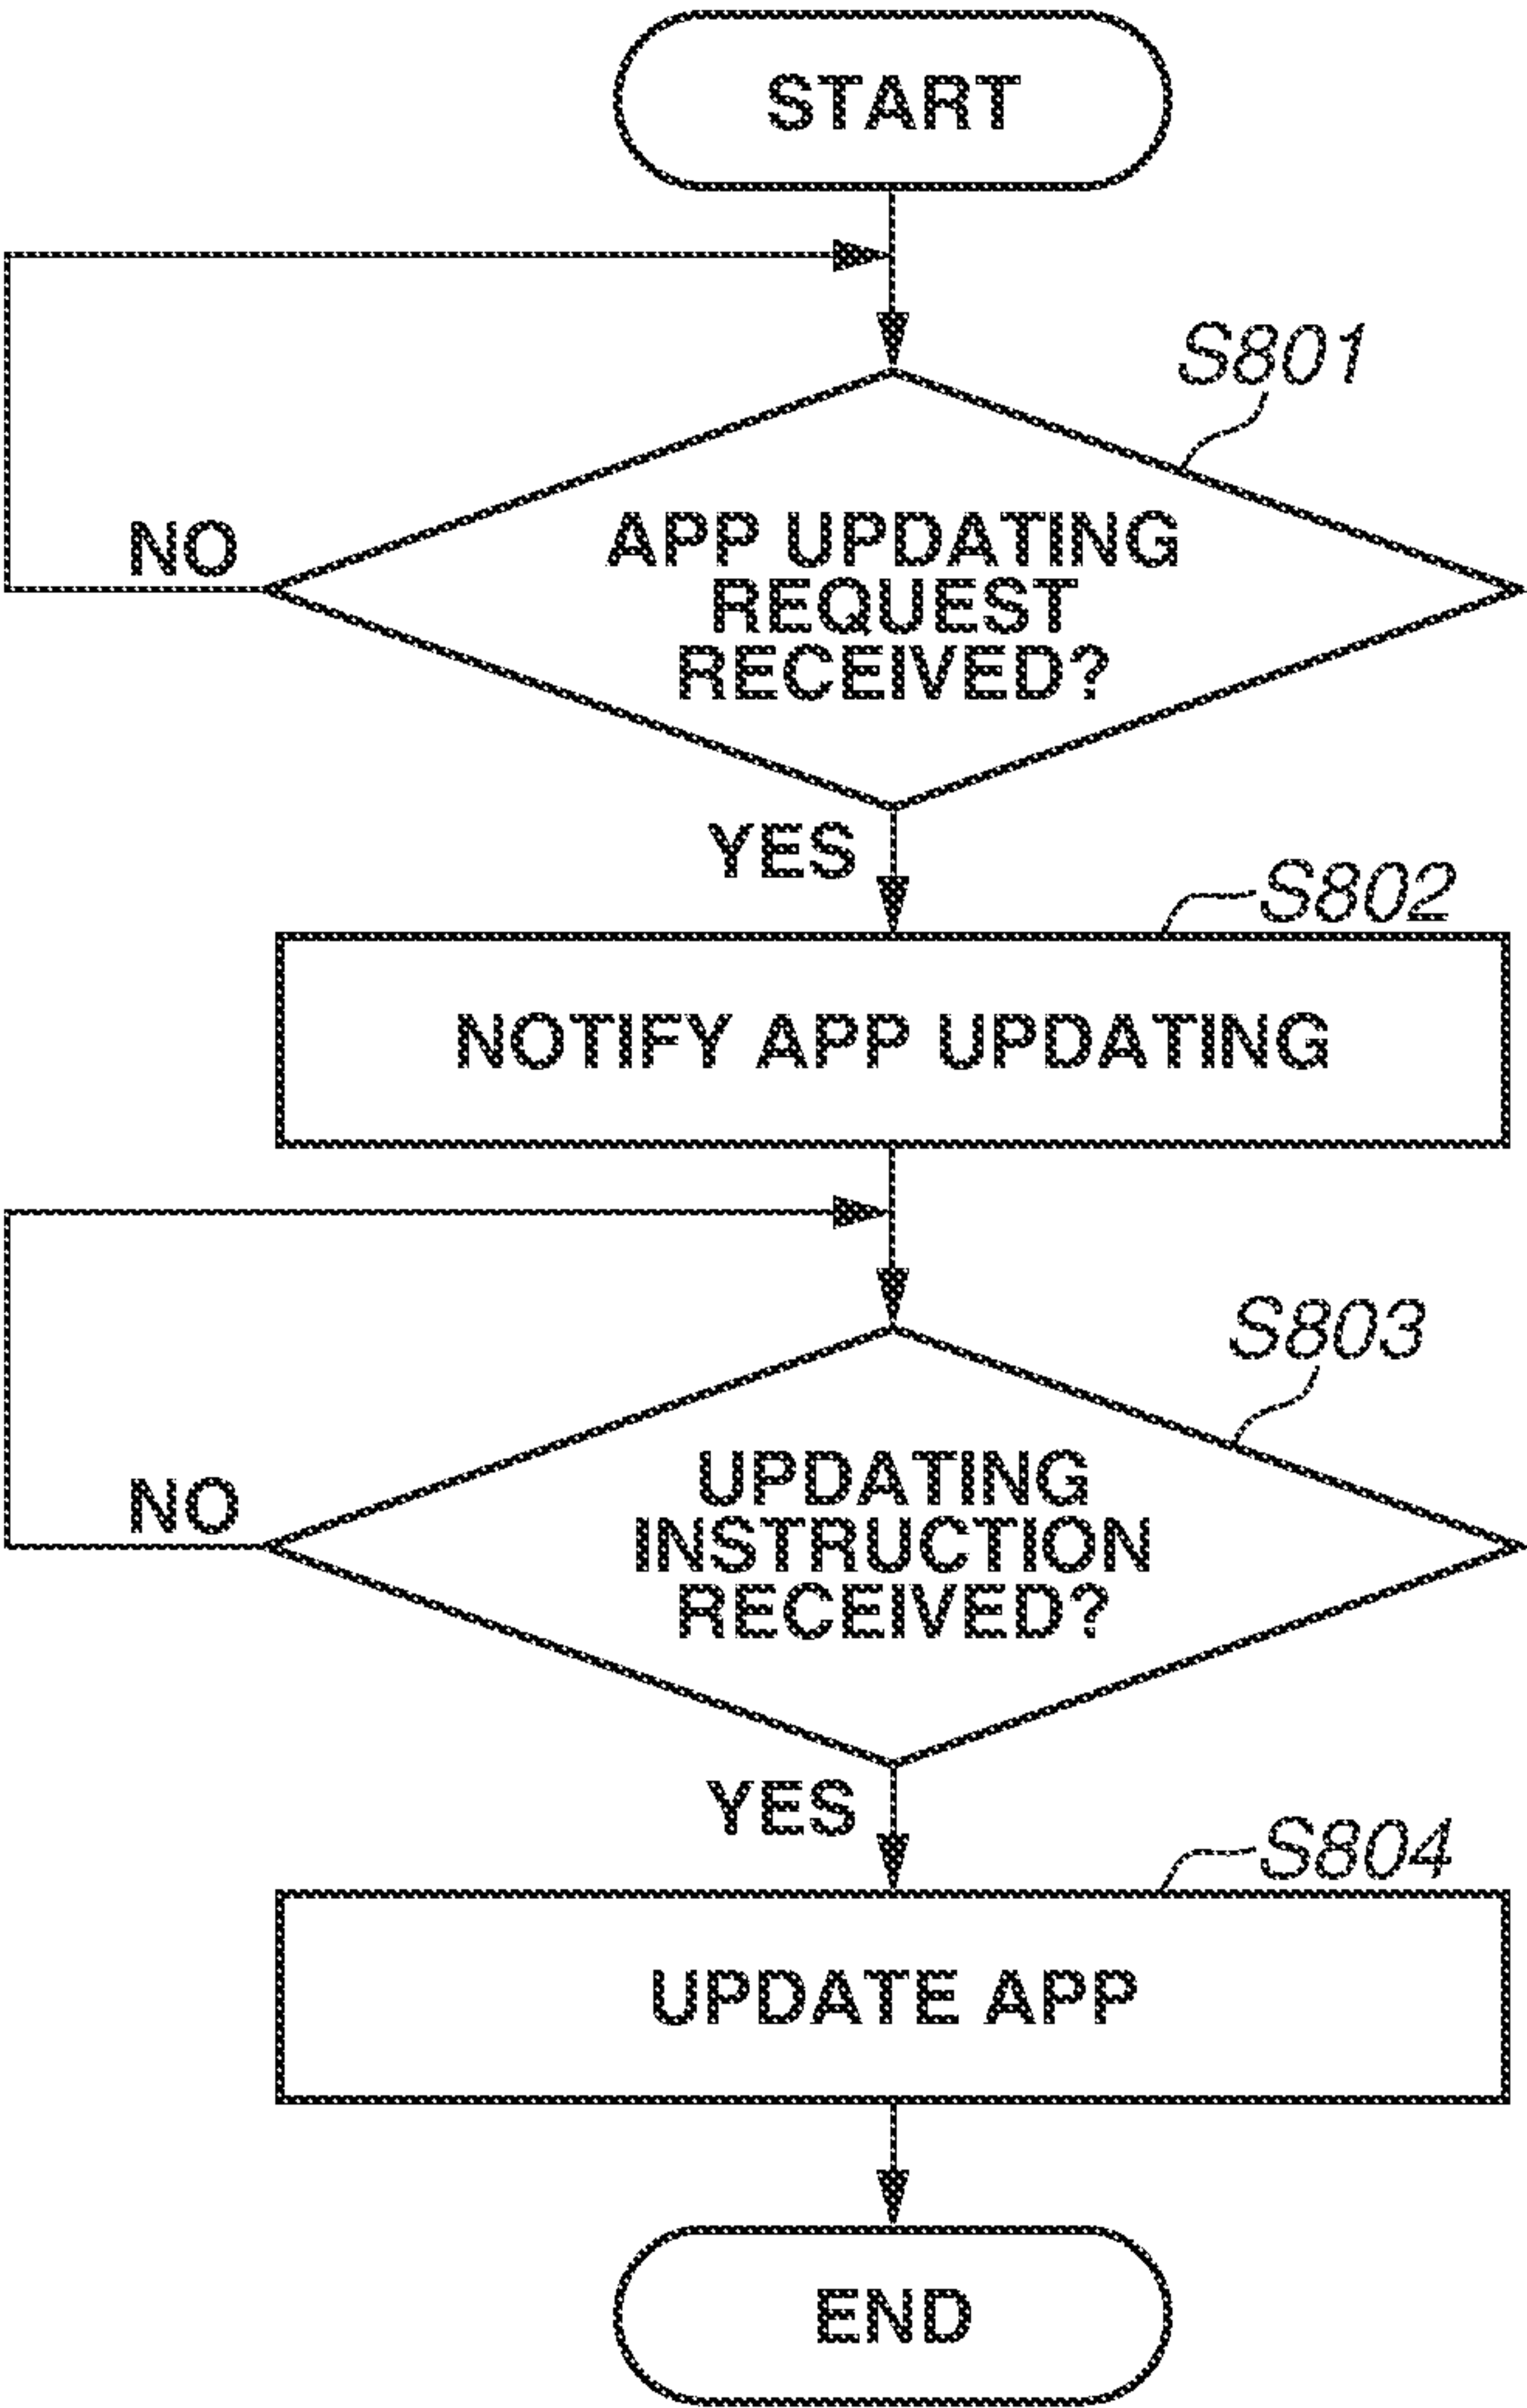 START
S801
APP UPDATING
REQUEST
RECEIVED?
NO
YES
S802
NOTIFY APP UPDATING
S803
UPDATING
INSTRUCTION
RECEIVED?
NO
YES
S804
UPDATE APP
END